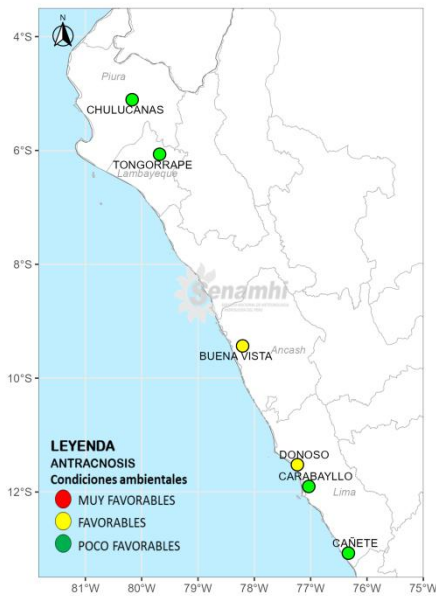 N
4°S
Piura
CHULUCANAS
6°S
TONGORRAPE
Lambayeque
8°S
Senamhi
BUENA VISTA
Ancash
10°S
LEYENDA
ANTRACNOSIS
Condiciones ambientales
MUY FAVORABLES
FAVORABLES
POCO FAVORABLES
DONOSO
CARABAYLLO
Lima
12°S
CAÑETE
81°W 80°W 79°W 78°W 77°W 76°W 75°W